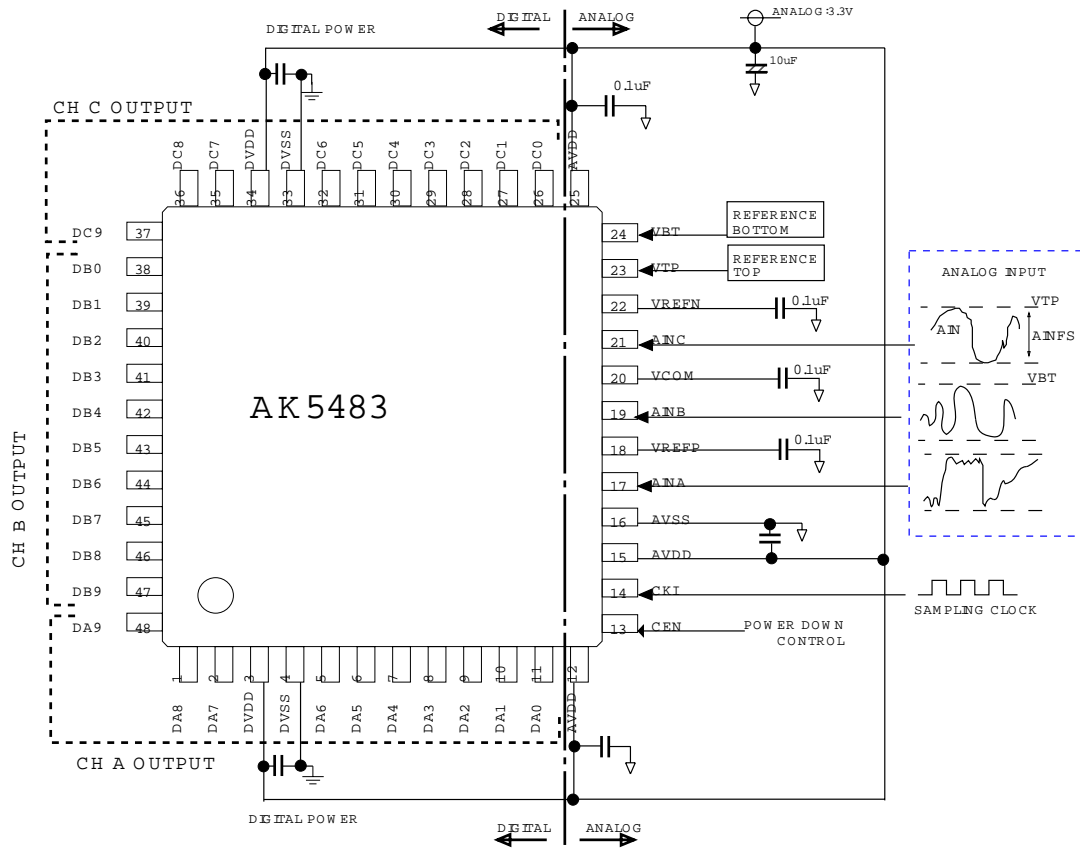 DIGITAL ANALOG
ANALOG:3.3V
DIGITAL POWER
10uF
0.1uF
CH C OUTPUT
DC8 DC7 DVDD DVSS DC6 DC5 DC4 DC3 DC2 DC1 DC0 AVDD
36 35 34 33 32 31 30 29 28 27 26 25
DC9 37
DB0 38
DB1 39
DB2 40
DB3 41
DB4 42
DB5 43
DB6 44
DB7 45
DB8 46
DB9 47
DA9 48
CH B OUTPUT
AK5483
24 VBT REFERENCE BOTTOM
23 VTP REFERENCE TOP
22 VREFN 0.1uF
21 AINC
20 VCOM 0.1uF
19 AINB
18 VREFP 0.1uF
17 AINA
16 AVSS
15 AVDD
14 CKI
13 CEN POWER DOWN CONTROL
ANALOG INPUT
VTP
AIN AINFS
VBT
SAMPLING CLOCK
1 2 3 4 5 6 7 8 9 10 11 12
DA8 DA7 DVDD DVSS DA6 DA5 DA4 DA3 DA2 DA1 DA0 AVDD
CH A OUTPUT
DIGITAL POWER
DIGITAL ANALOG